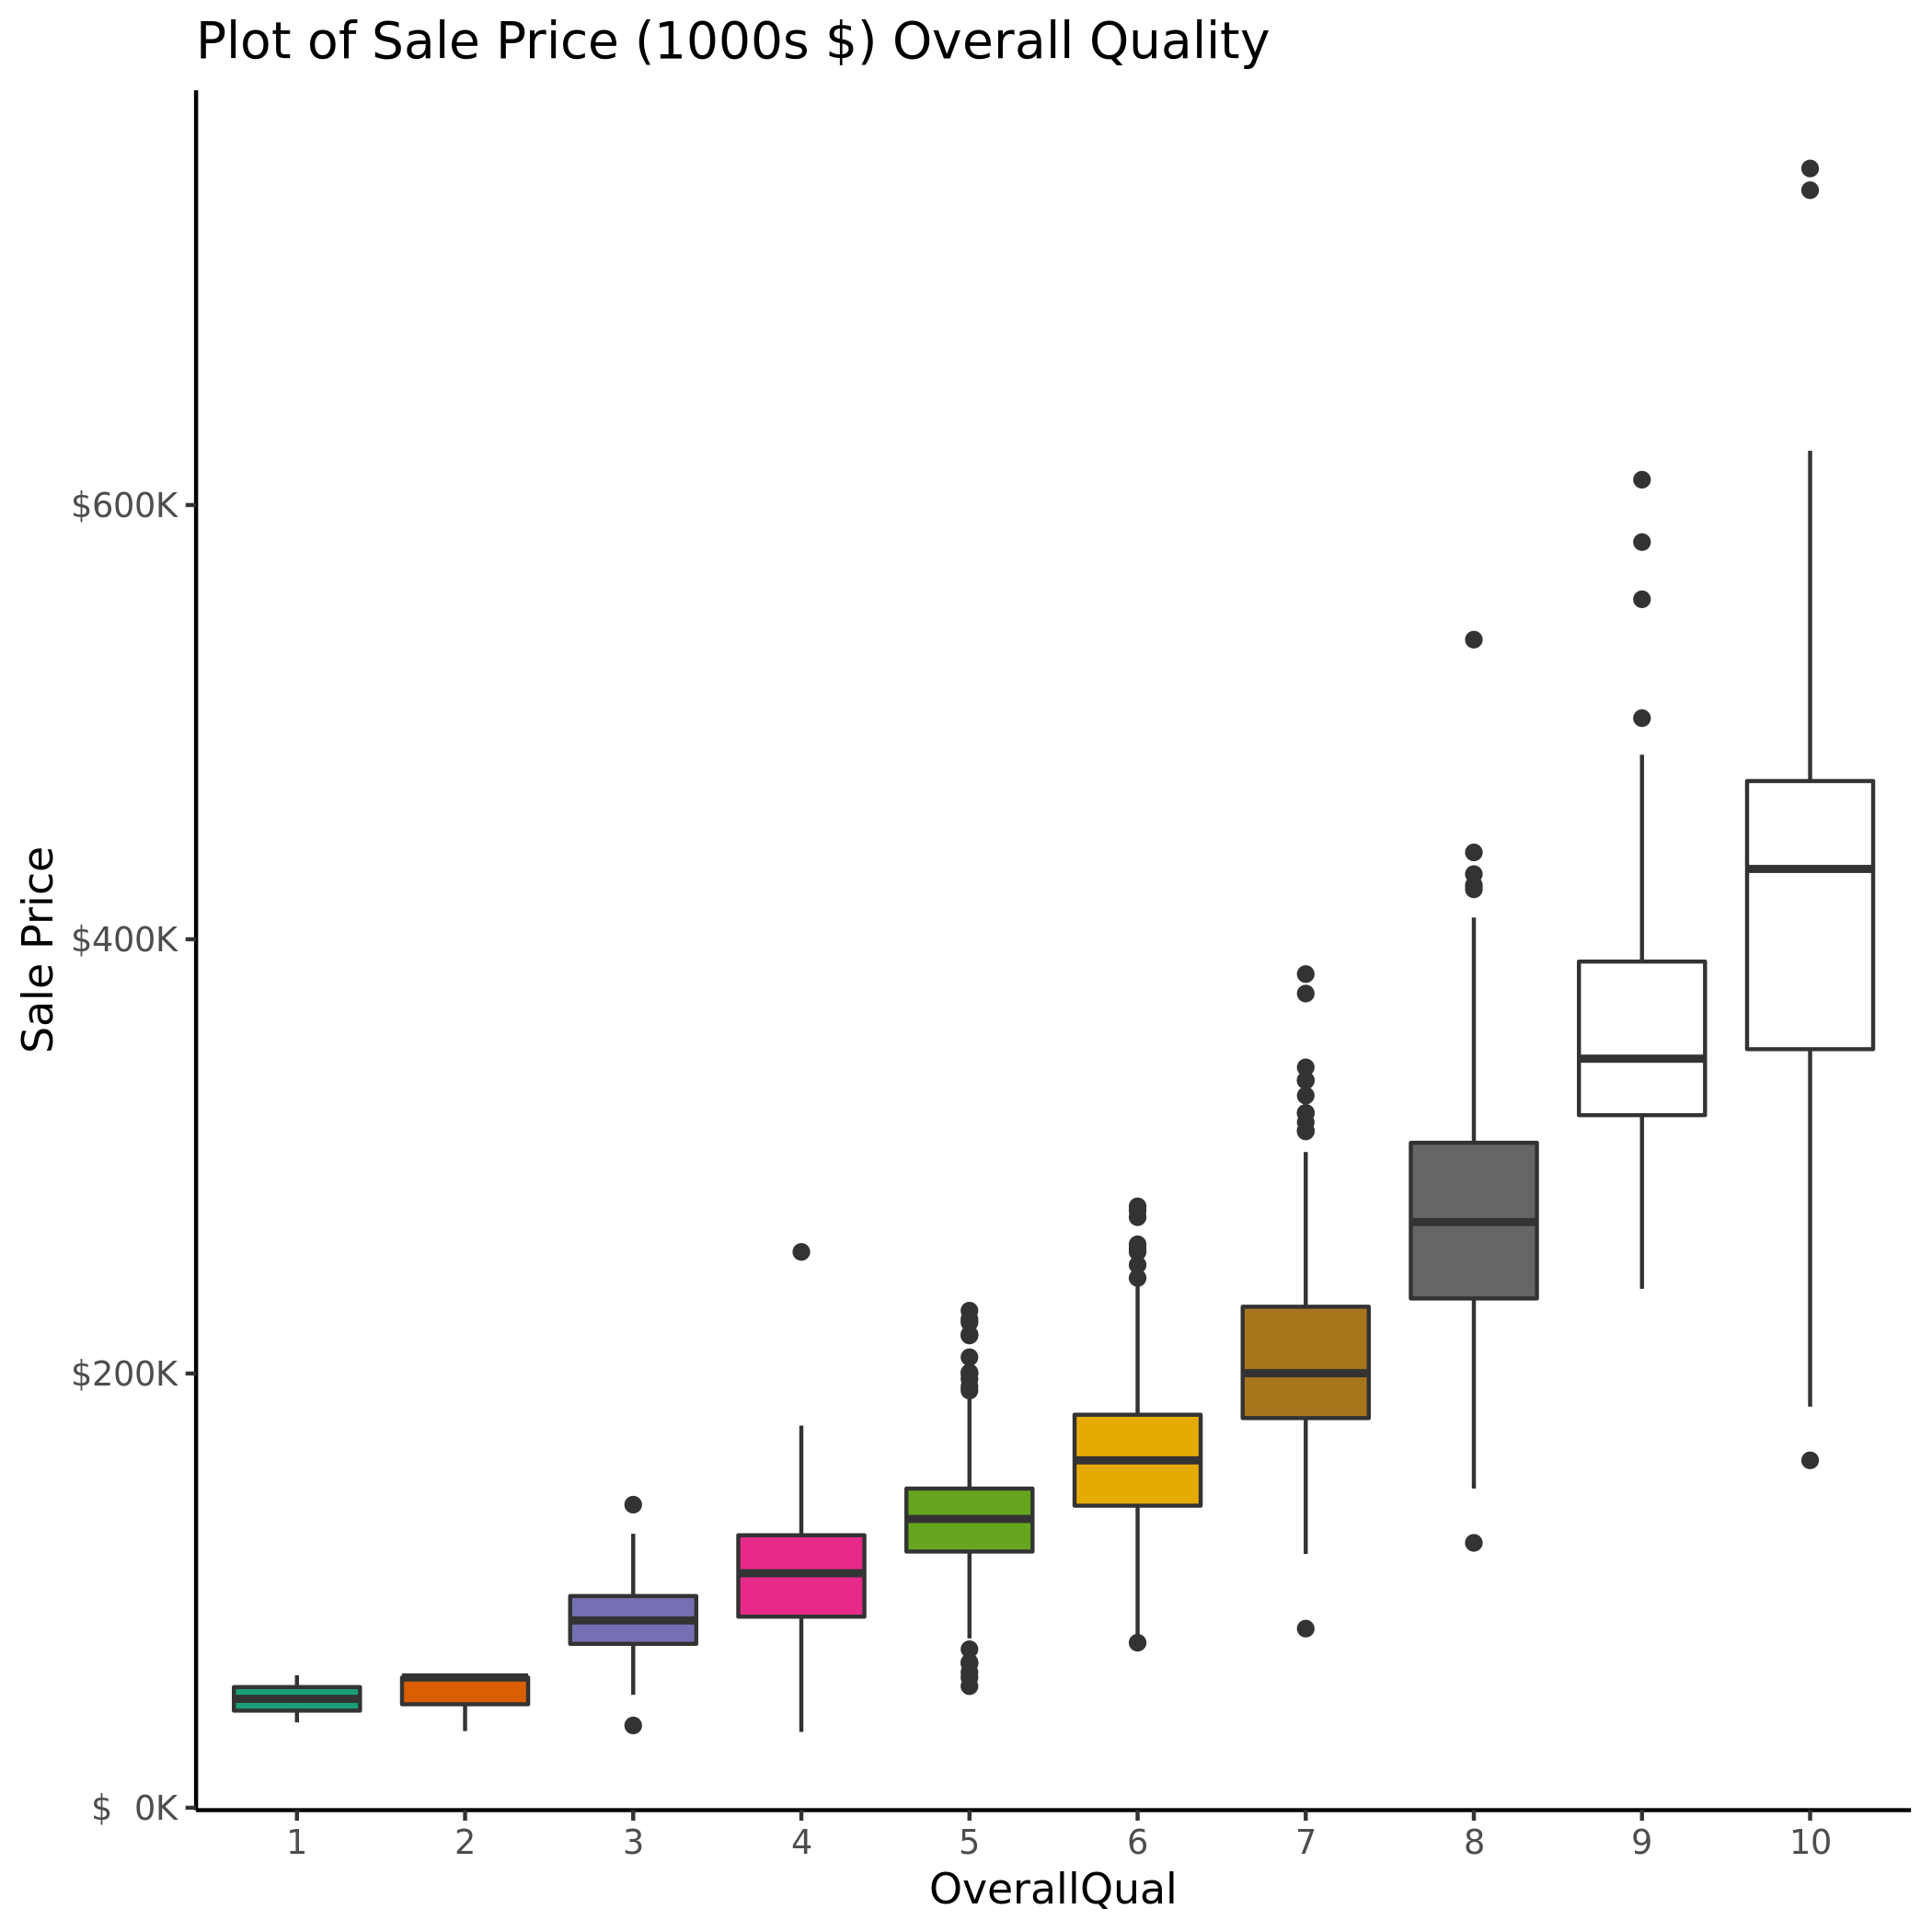 Plot of Sale Price (1000s $) Overall Quality
Sale Price
$600K
$400K
$200K
$  0K
1 2 3 4 5 6 7 8 9 10
OverallQual